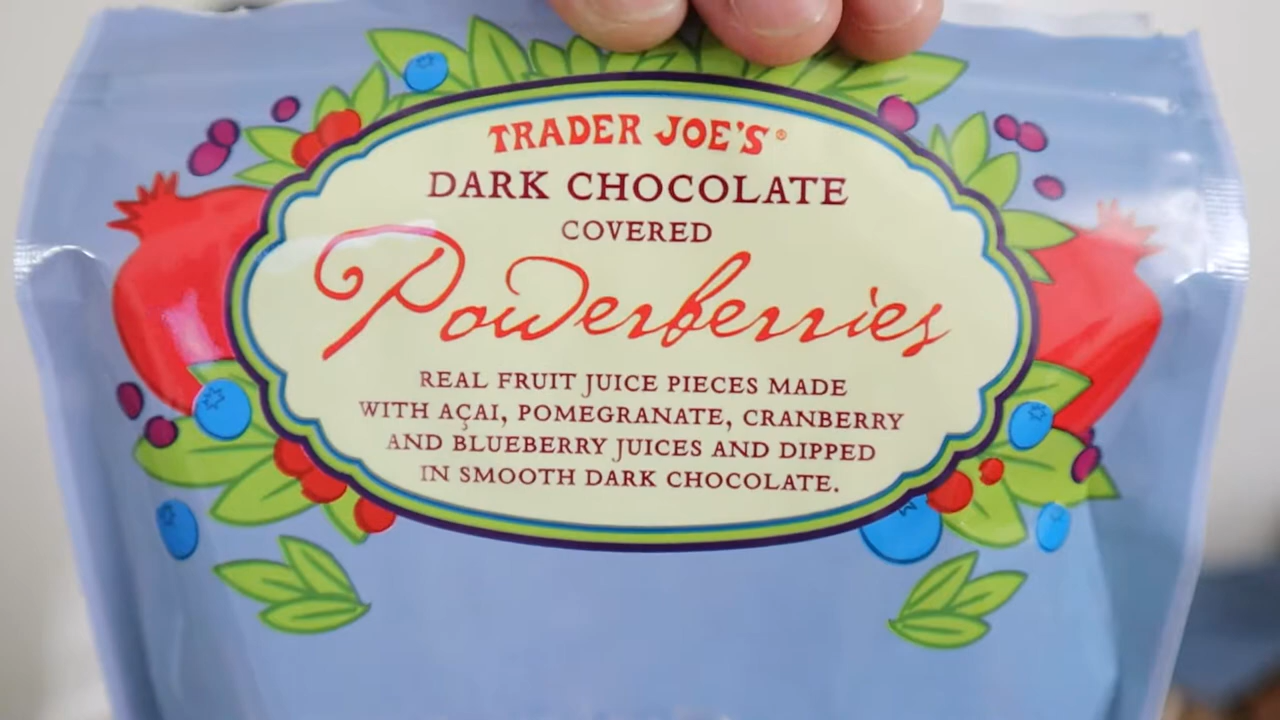 TRADER JOE'S®
DARK CHOCOLATE
COVERED
Powerberries
REAL FRUIT JUICE PIECES MADE
WITH AÇAI, POMEGRANATE, CRANBERRY
AND BLUEBERRY JUICES AND DIPPED
IN SMOOTH DARK CHOCOLATE.